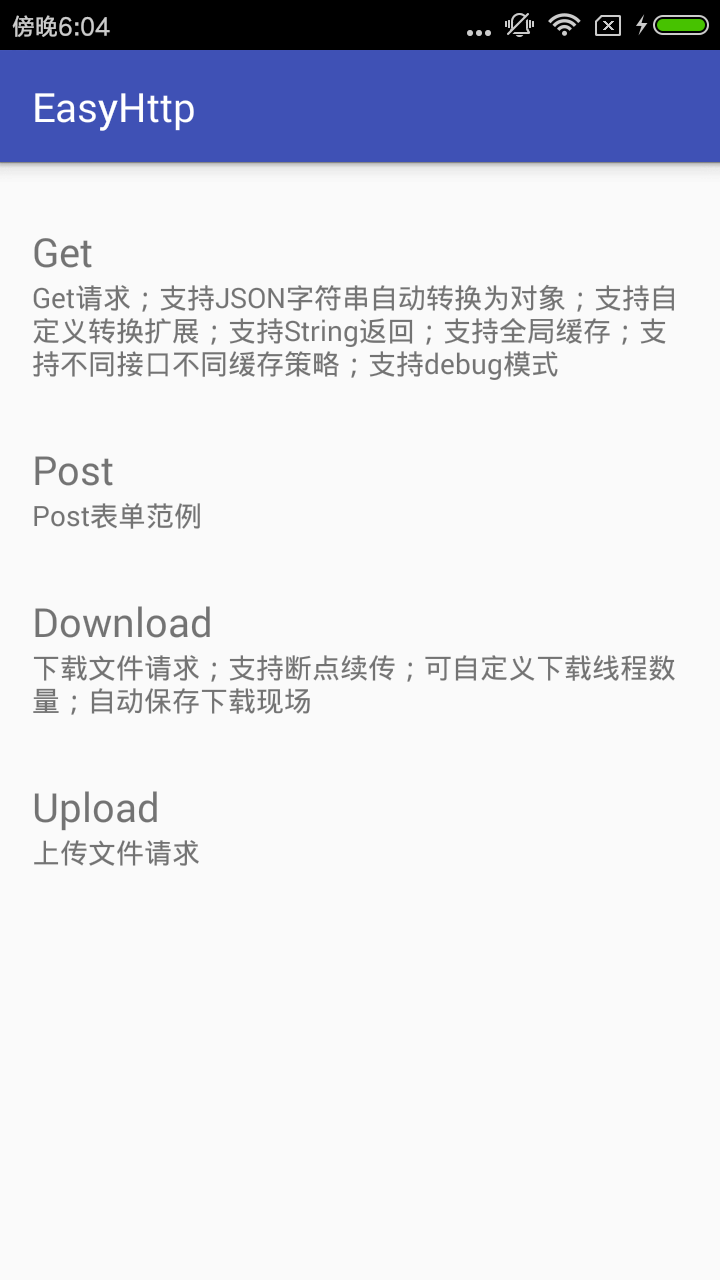 傍晚6:04
EasyHttp
Get
Get请求；支持JSON字符串自动转换为对象；支持自
定义转换扩展；支持String返回；支持全局缓存；支
持不同接口不同缓存策略；支持debug模式
Post
Post表单范例
Download
下载文件请求；支持断点续传；可自定义下载线程数
量；自动保存下载现场
Upload
上传文件请求